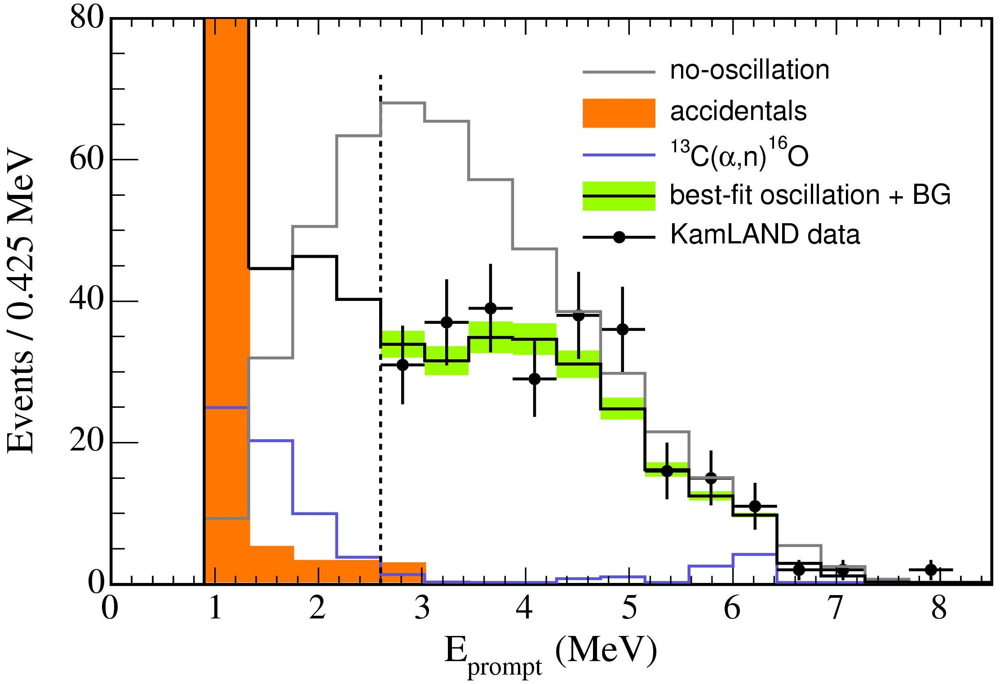 80
60
40
20
0
Events / 0.425 MeV
no-oscillation
accidentals
¹³C(α,n)¹⁶O
best-fit oscillation + BG
KamLAND data
0 1 2 3 4 5 6 7 8
E_prompt (MeV)